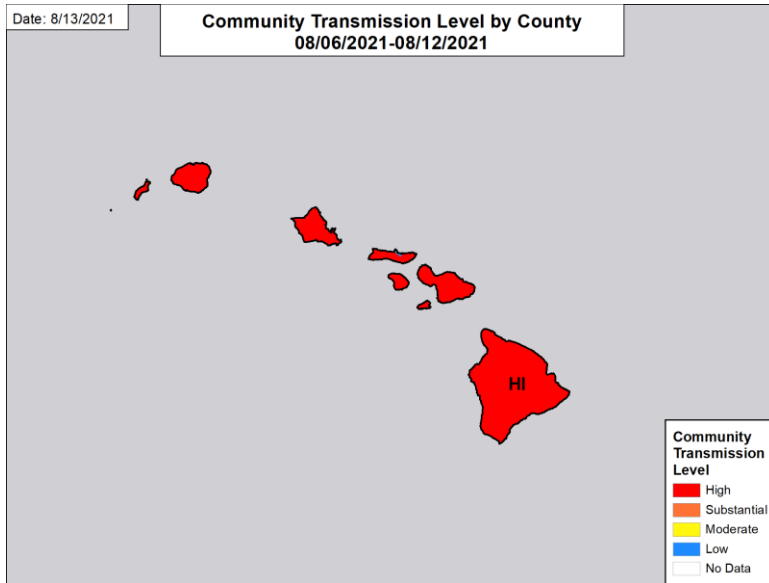 Date: 8/13/2021
Community Transmission Level by County
08/06/2021-08/12/2021
HI
Community
Transmission
Level
High
Substantial
Moderate
Low
No Data